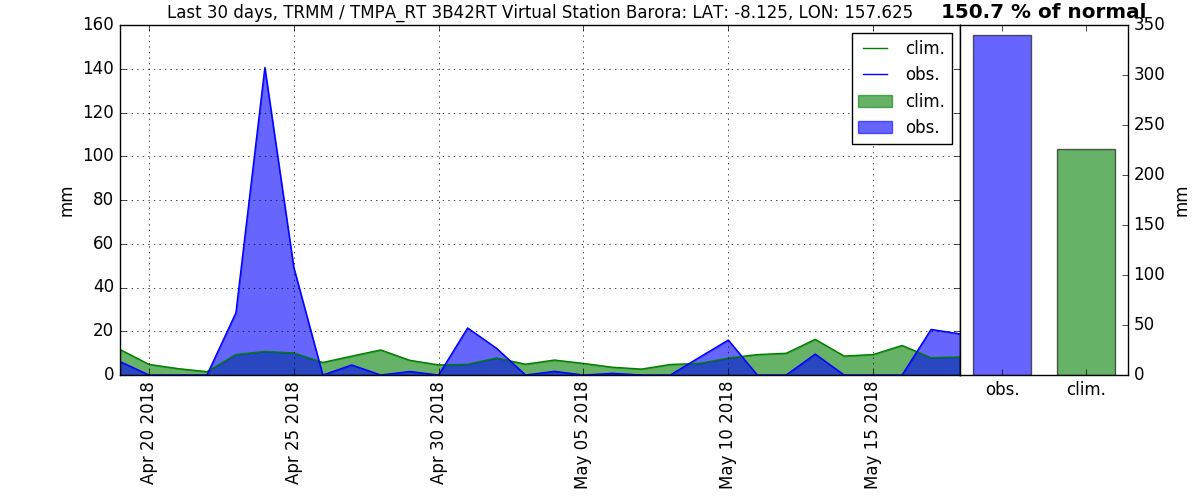 Last 30 days, TRMM / TMPA_RT 3B42RT Virtual Station Barora: LAT: -8.125, LON: 157.625
150.7 % of normal
160
140
120
100
80
60
40
20
0
mm
clim.
obs.
clim.
obs.
350
300
250
200
150
100
50
0
mm
obs.
clim.
Apr 20 2018
Apr 25 2018
Apr 30 2018
May 05 2018
May 10 2018
May 15 2018